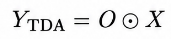 Y_TDA = O ⊙ X